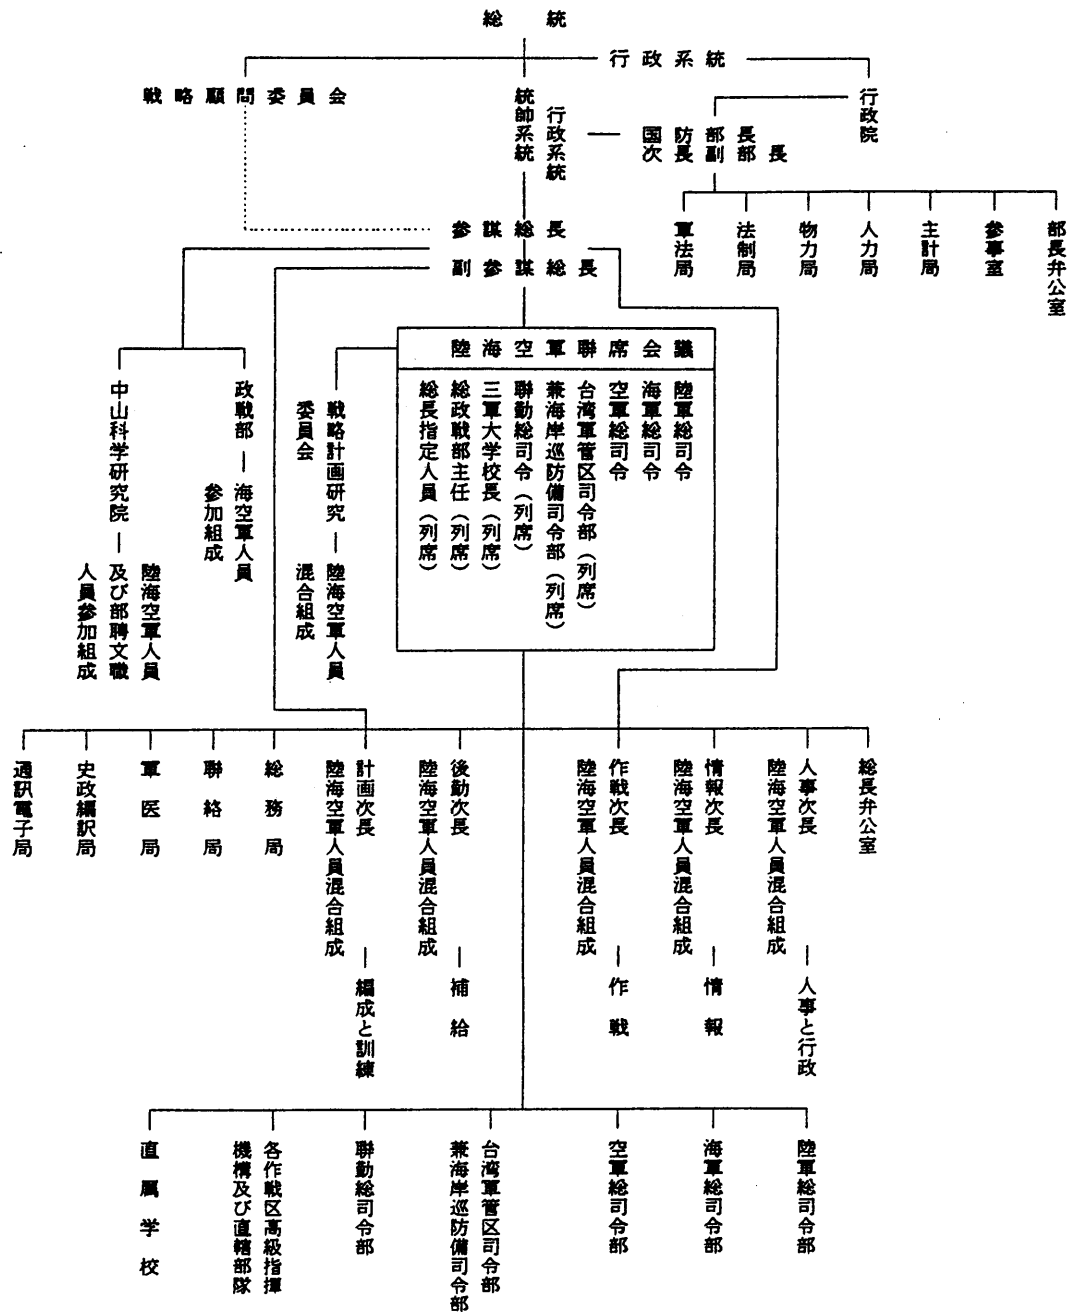 総統
行政系統
戦略顧問委員会
統帥系統
行政系統
行政院
国防部長
次長副部長
部長弁公室
参事室
主計局
人力局
物力局
法制局
軍法局
参謀総長
副参謀総長
陸海空軍聯席会議
陸軍総司令
海軍総司令
空軍総司令
台湾軍管区司令部(列席)
兼海岸巡防備司令部(列席)
聯勤総司令(列席)
三軍大学校長(列席)
総政戦部主任(列席)
総長指定人員(列席)
戦略計画研究
委員会
陸海空軍人員
混合組成
政戦部
海空軍人員
参加組成
中山科学研究院
陸海空軍人員
及び部聘文職
人員参加組成
総長弁公室
人事次長
陸海空軍人員混合組成
人事と行政
情報次長
陸海空軍人員混合組成
情報
作戦次長
陸海空軍人員混合組成
作戦
後勤次長
陸海空軍人員混合組成
補給
計画次長
陸海空軍人員混合組成
編成と訓練
総務局
聯絡局
軍医局
史政編訳局
通訊電子局
陸軍総司令部
海軍総司令部
空軍総司令部
台湾軍管区司令部
兼海岸巡防備司令部
聯勤総司令部
各作戦区高級指揮
機構及び直轄部隊
直属学校